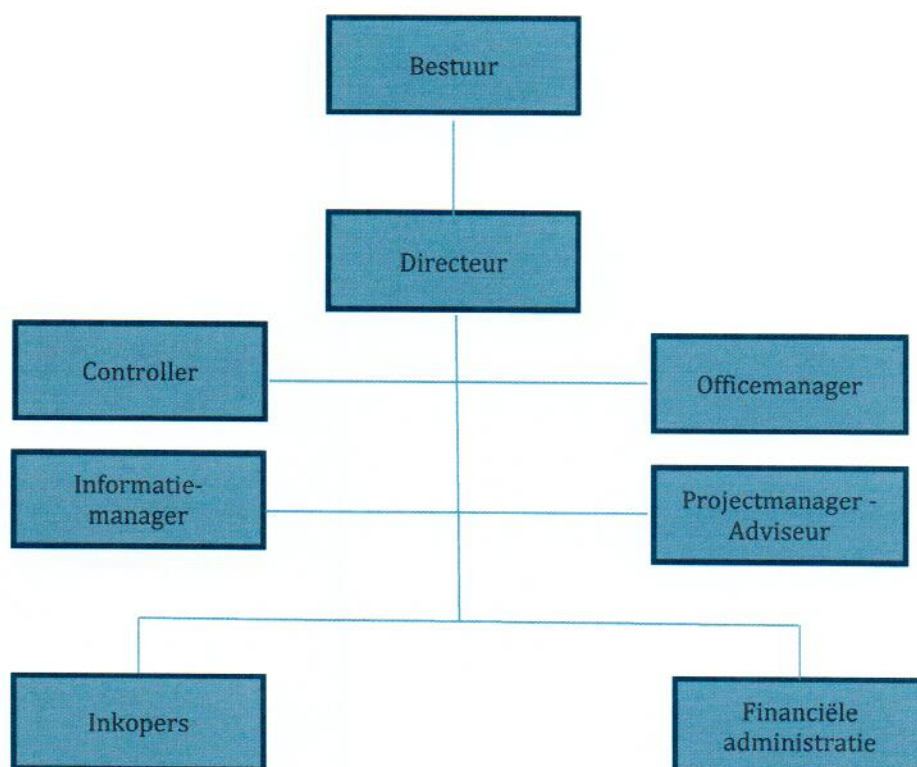 Bestuur
Directeur
Controller
Officemanager
Informatie-
manager
Projectmanager -
Adviseur
Inkopers
Financiële
administratie